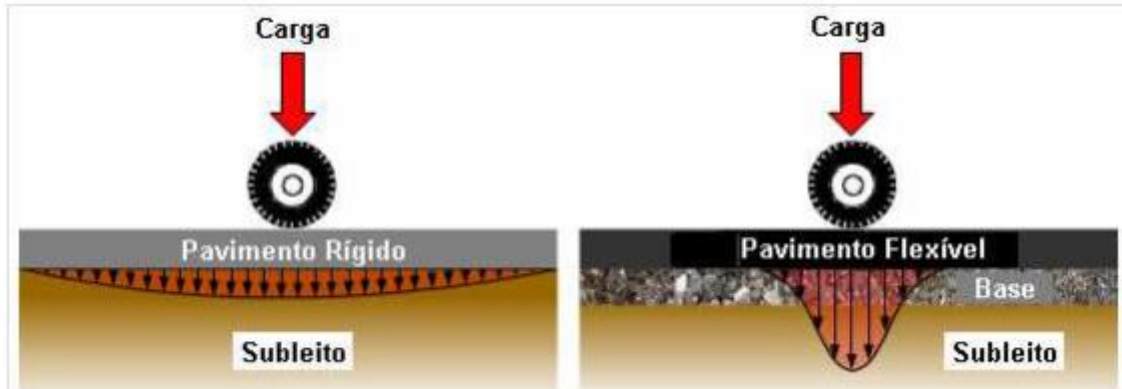 Carga
Pavimento Rígido
Subleito
Carga
Pavimento Flexível
Base
Subleito